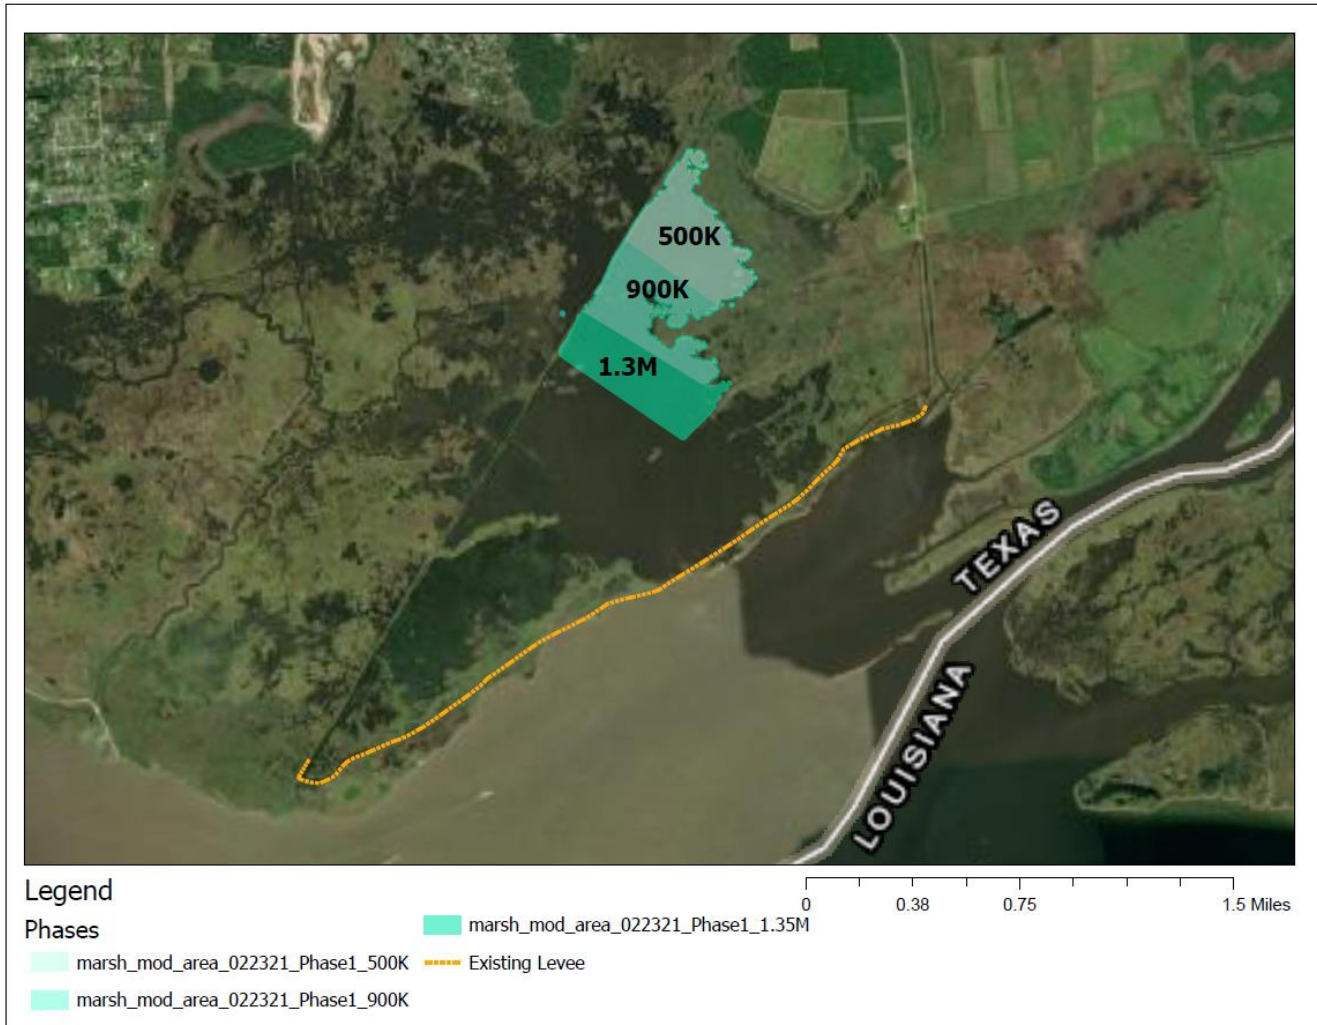 500K
900K
1.3M
TEXAS
LOUISIANA
Legend
Phases
marsh_mod_area_022321_Phase1_500K
marsh_mod_area_022321_Phase1_900K
marsh_mod_area_022321_Phase1_1.35M
Existing Levee
0 0.38 0.75 1.5 Miles